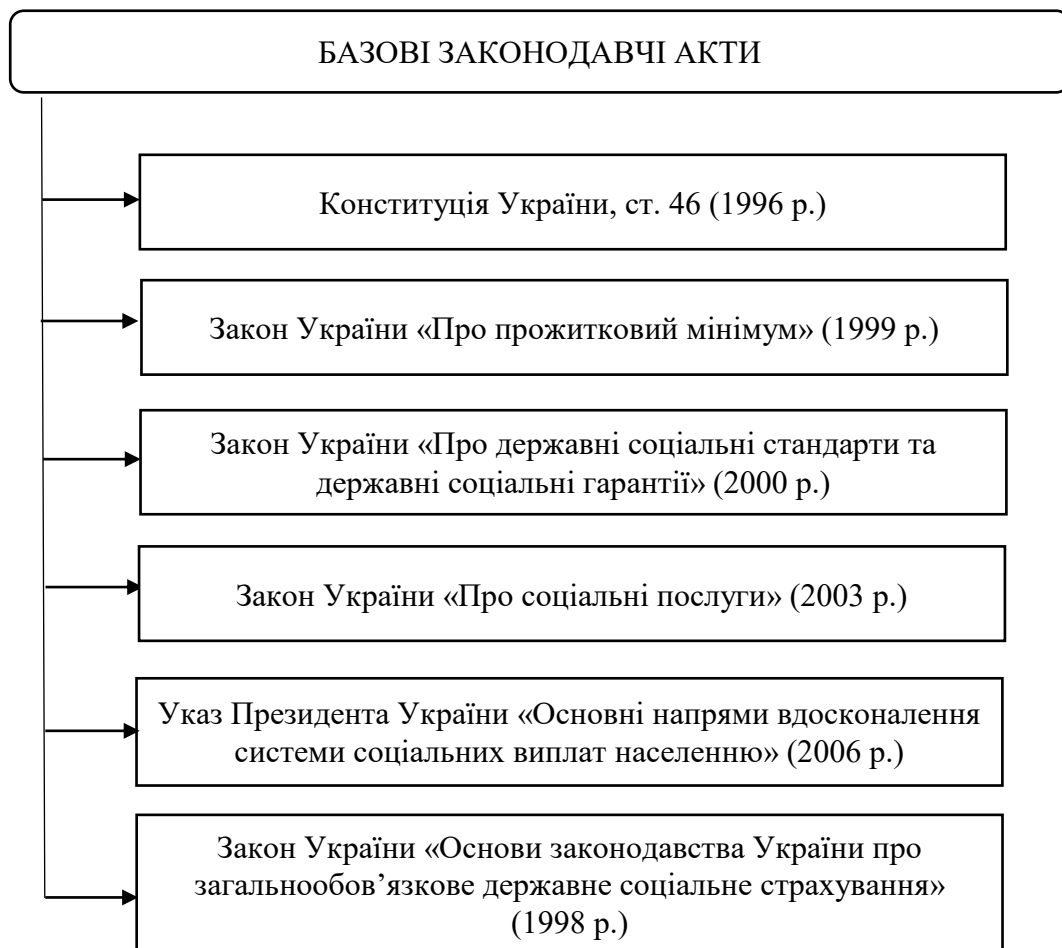 БАЗОВІ ЗАКОНОДАВЧІ АКТИ
Конституція України, ст. 46 (1996 р.)
Закон України «Про прожитковий мінімум» (1999 р.)
Закон України «Про державні соціальні стандарти та
державні соціальні гарантії» (2000 р.)
Закон України «Про соціальні послуги» (2003 р.)
Указ Президента України «Основні напрями вдосконалення
системи соціальних виплат населенню» (2006 р.)
Закон України «Основи законодавства України про
загальнообов’язкове державне соціальне страхування»
(1998 р.)